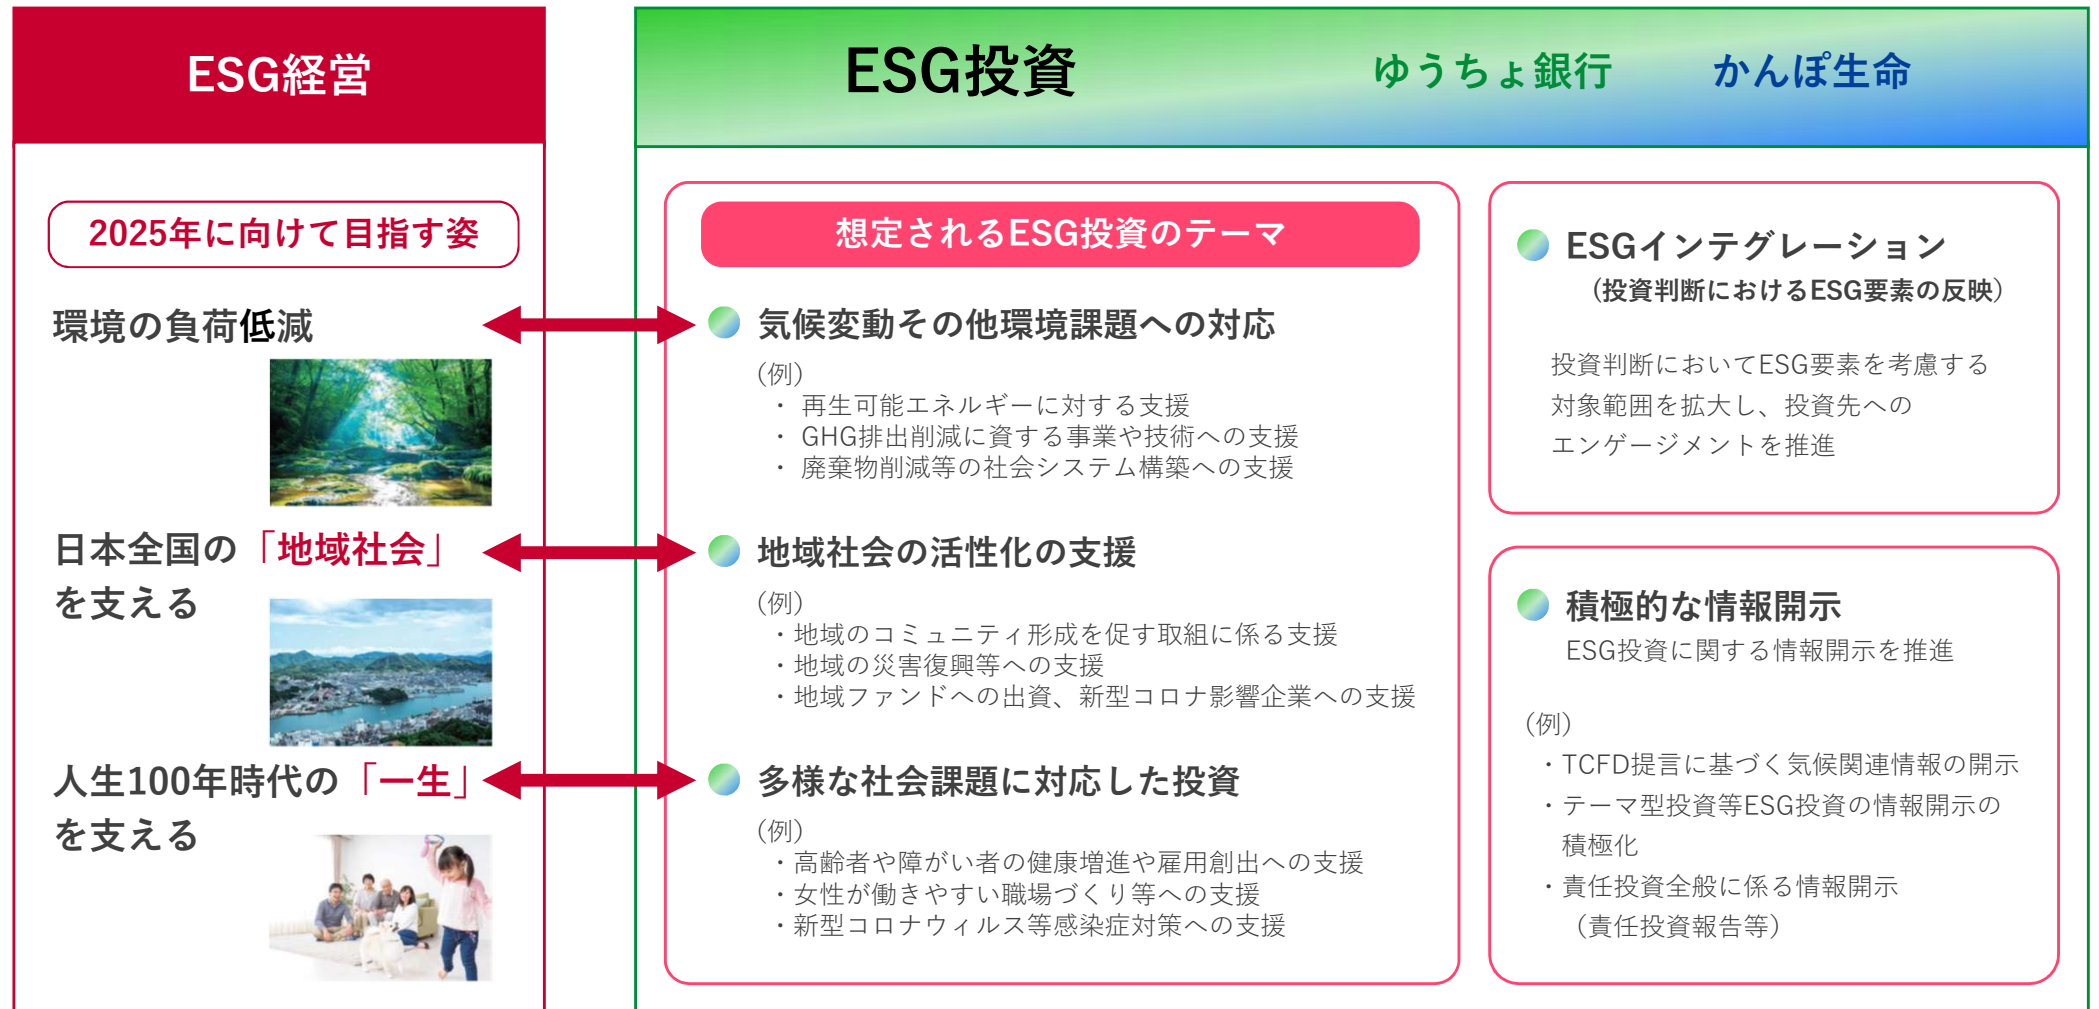 ESG経営
2025年に向けて目指す姿
環境の負荷低減
日本全国の「地域社会」
を支える
人生100年時代の「一生」
を支える
ESG投資
ゆうちょ銀行
かんぽ生命
想定されるESG投資のテーマ
気候変動その他環境課題への対応
(例)
・ 再生可能エネルギーに対する支援
・ GHG排出削減に資する事業や技術への支援
・ 廃棄物削減等の社会システム構築への支援
地域社会の活性化の支援
(例)
・地域のコミュニティ形成を促す取組に係る支援
・地域の災害復興等への支援
・地域ファンドへの出資、新型コロナ影響企業への支援
多様な社会課題に対応した投資
(例)
・高齢者や障がい者の健康増進や雇用創出への支援
・女性が働きやすい職場づくり等への支援
・新型コロナウィルス等感染症対策への支援
ESGインテグレーション
(投資判断におけるESG要素の反映)
投資判断においてESG要素を考慮する
対象範囲を拡大し、投資先への
エンゲージメントを推進
積極的な情報開示
ESG投資に関する情報開示を推進
(例)
・TCFD提言に基づく気候関連情報の開示
・テーマ型投資等ESG投資の情報開示の
積極化
・責任投資全般に係る情報開示
(責任投資報告等)